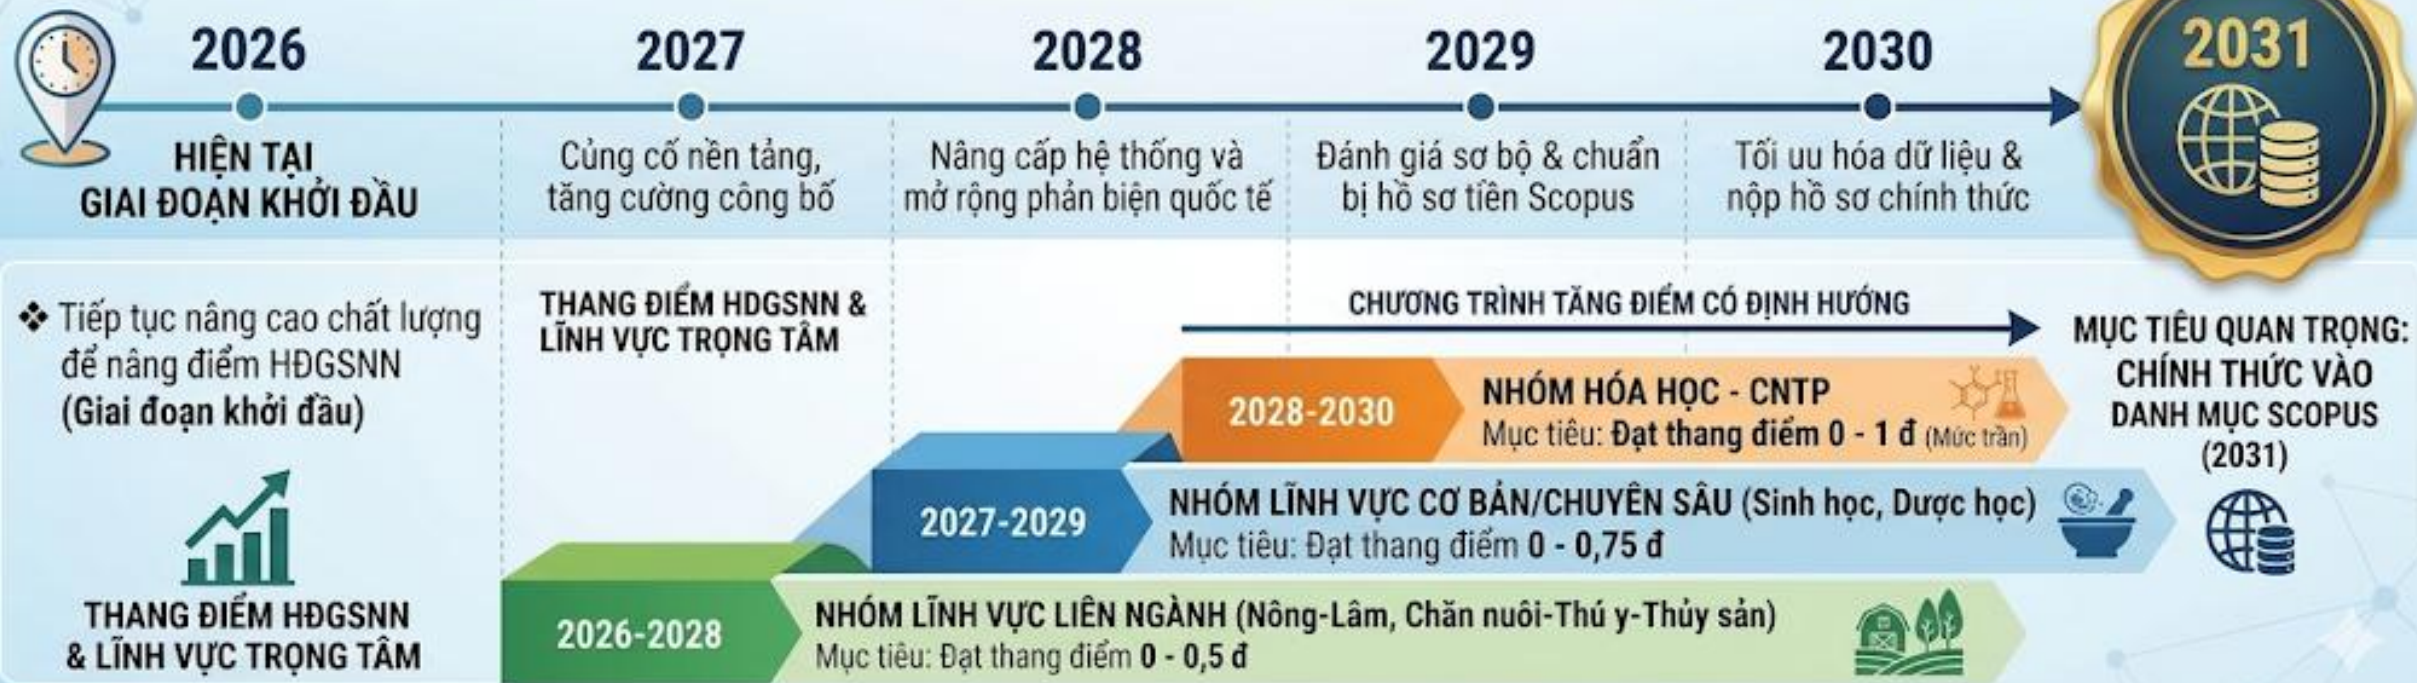 2026
2027
2028
2029
2030
2031
HIỆN TẠI
GIAI ĐOẠN KHỞI ĐẦU
Củng cố nền tảng,
tăng cường công bố
Nâng cấp hệ thống và
mở rộng phản biện quốc tế
Đánh giá sơ bộ & chuẩn
bị hồ sơ tiền Scopus
Tối ưu hóa dữ liệu &
nộp hồ sơ chính thức
❖ Tiếp tục nâng cao chất lượng
để nâng điểm HĐGSNN
(Giai đoạn khởi đầu)
THANG ĐIỂM HĐGSNN
& LĨNH VỰC TRỌNG TÂM
THANG ĐIỂM HDGSNN &
LĨNH VỰC TRỌNG TÂM
CHƯƠNG TRÌNH TĂNG ĐIỂM CÓ ĐỊNH HƯỚNG
2028-2030
NHÓM HÓA HỌC - CNTP
Mục tiêu: Đạt thang điểm 0 - 1 đ (Mức trần)
2027-2029
NHÓM LĨNH VỰC CƠ BẢN/CHUYÊN SÂU (Sinh học, Dược học)
Mục tiêu: Đạt thang điểm 0 - 0,75 đ
2026-2028
NHÓM LĨNH VỰC LIÊN NGÀNH (Nông-Lâm, Chăn nuôi-Thú y-Thủy sản)
Mục tiêu: Đạt thang điểm 0 - 0,5 đ
MỤC TIÊU QUAN TRỌNG:
CHÍNH THỨC VÀO
DANH MỤC SCOPUS
(2031)